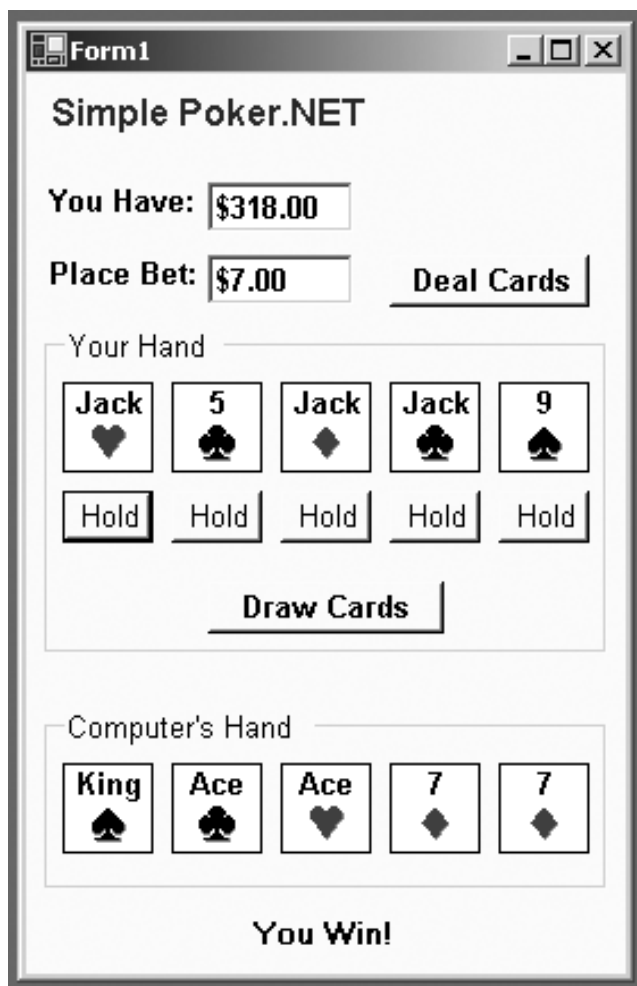 Form1
Simple Poker.NET
You Have: $318.00
Place Bet: $7.00 Deal Cards
Your Hand
Jack 5 Jack Jack 9
Hold Hold Hold Hold Hold
Draw Cards
Computer's Hand
King Ace Ace 7 7
You Win!